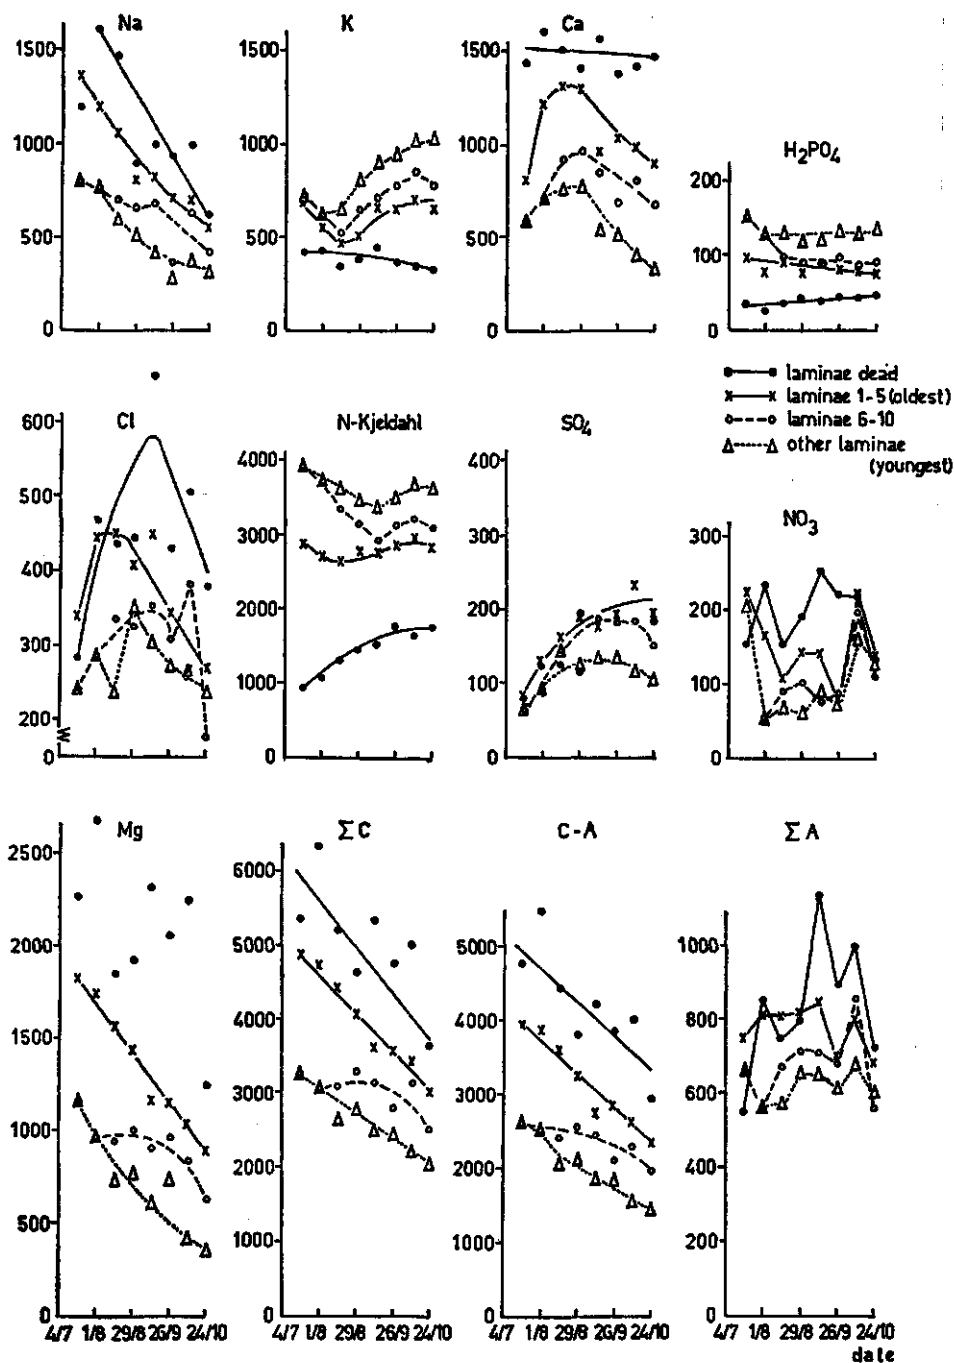 Na
1500
1000
500
0
K
1500
1000
500
0
Ca
1500
1000
500
0
H₂PO₄
200
100
0
laminae dead
laminae 1-5 (oldest)
laminae 6-10
other laminae
(youngest)
Cl
600
500
400
300
200
0
N-Kjeldahl
4000
3000
2000
1000
0
SO₄
400
300
200
100
0
NO₃
300
200
100
0
Mg
2500
2000
1500
1000
500
0
4/7 1/8 29/8 26/9 24/10
ΣC
6000
5000
4000
3000
2000
1000
0
4/7 1/8 29/8 26/9 24/10
C-A
5000
4000
3000
2000
1000
0
4/7 1/8 29/8 26/9 24/10
ΣA
1000
800
600
400
200
0
4/7 1/8 29/8 26/9 24/10
date